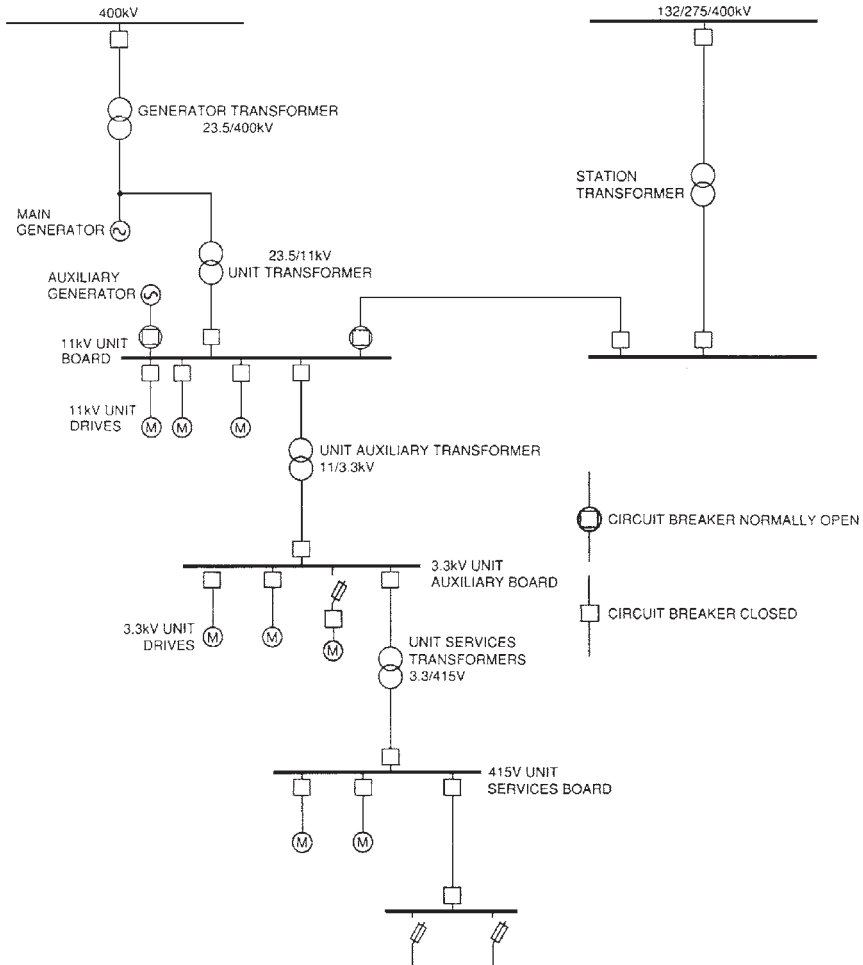 400kV
132/275/400kV
GENERATOR TRANSFORMER
23.5/400kV
STATION
TRANSFORMER
MAIN
GENERATOR
23.5/11kV
UNIT TRANSFORMER
AUXILIARY
GENERATOR
11kV UNIT
BOARD
11kV UNIT
DRIVES
M
M
M
UNIT AUXILIARY TRANSFORMER
11/3.3kV
CIRCUIT BREAKER NORMALLY OPEN
3.3kV UNIT
AUXILIARY BOARD
CIRCUIT BREAKER CLOSED
3.3kV UNIT
DRIVES
M
M
M
UNIT SERVICES
TRANSFORMERS
3.3/415V
415V UNIT
SERVICES BOARD
M
M